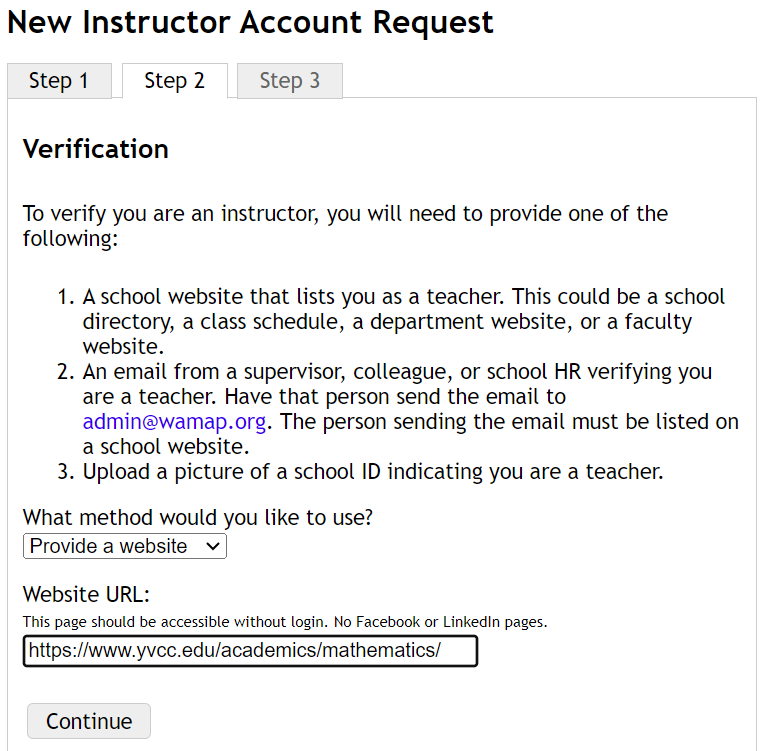 New Instructor Account Request
Step 1
Step 2
Step 3
Verification
To verify you are an instructor, you will need to provide one of the
following:
1. A school website that lists you as a teacher. This could be a school
directory, a class schedule, a department website, or a faculty
website.
2. An email from a supervisor, colleague, or school HR verifying you
are a teacher. Have that person send the email to
admin@wamap.org. The person sending the email must be listed on
a school website.
3. Upload a picture of a school ID indicating you are a teacher.
What method would you like to use?
Provide a website
Website URL:
This page should be accessible without login. No Facebook or LinkedIn pages.
https://www.yvcc.edu/academics/mathematics/
Continue